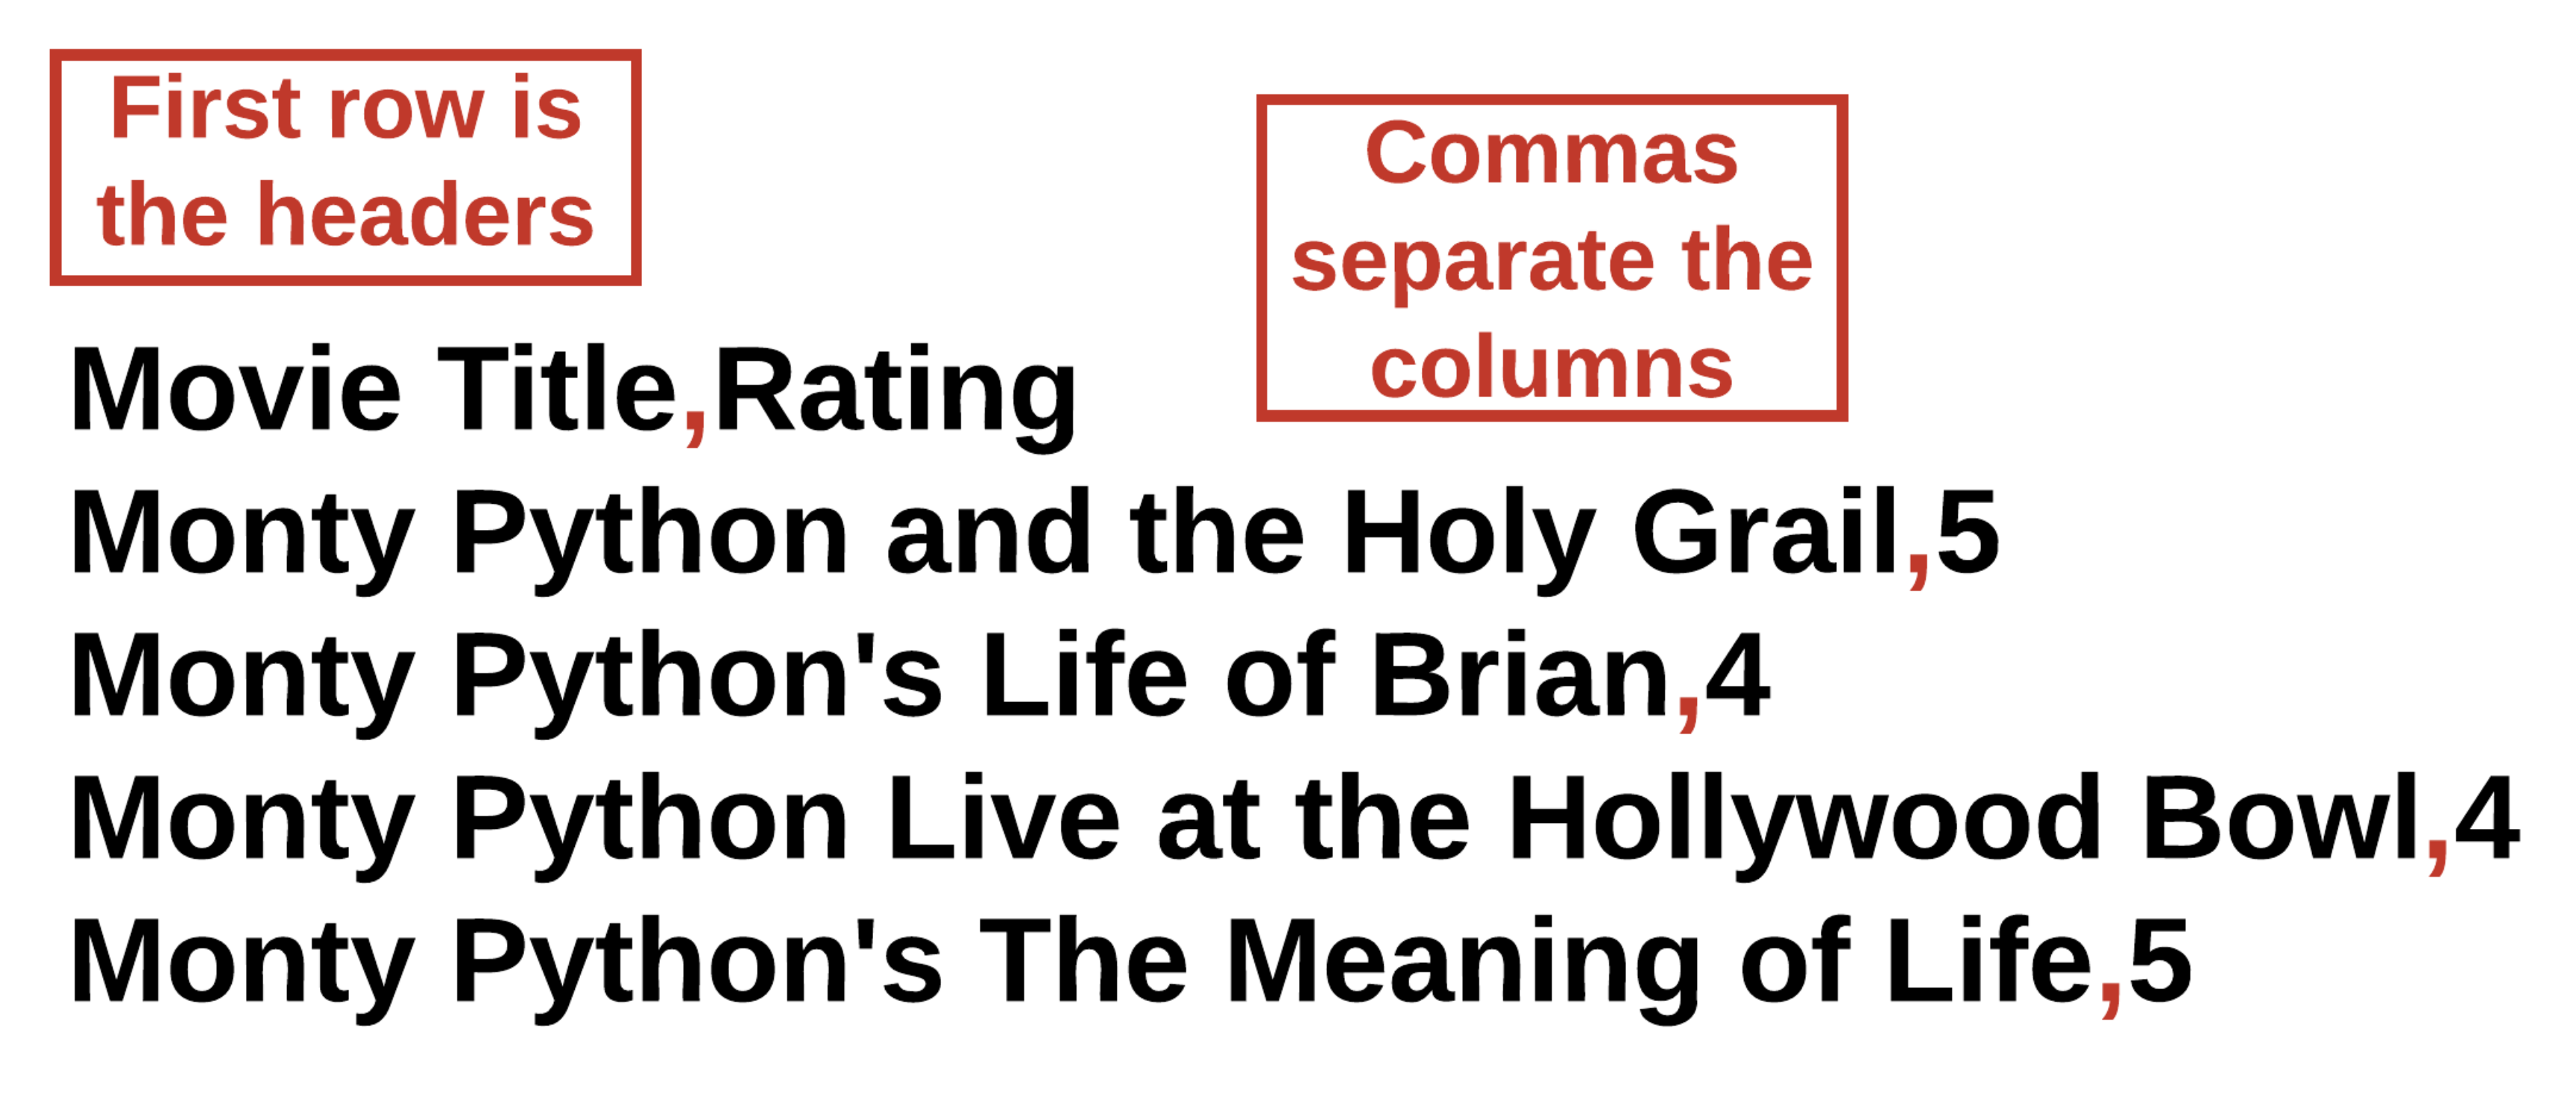 First row is
the headers
Commas
separate the
columns
Movie Title,Rating
Monty Python and the Holy Grail,5
Monty Python's Life of Brian,4
Monty Python Live at the Hollywood Bowl,4
Monty Python's The Meaning of Life,5